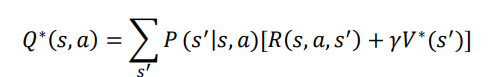 Q*(s, a) = ∑ P (s'|s, a)[R(s, a, s') + γV*(s')]
s'